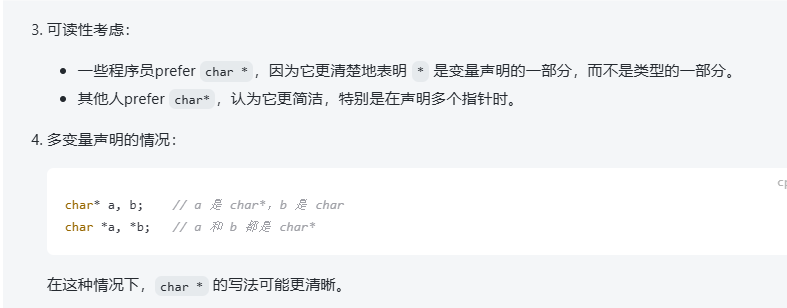 3. 可读性考虑：
• 一些程序员prefer char *，因为它更清楚地表明 * 是变量声明的一部分，而不是类型的一部分。
• 其他人prefer char*，认为它更简洁，特别是在声明多个指针时。
4. 多变量声明的情况：
cp
char* a, b;    // a 是 char*，b 是 char
char *a, *b;   // a 和 b 都是 char*
在这种情况下，char * 的写法可能更清晰。